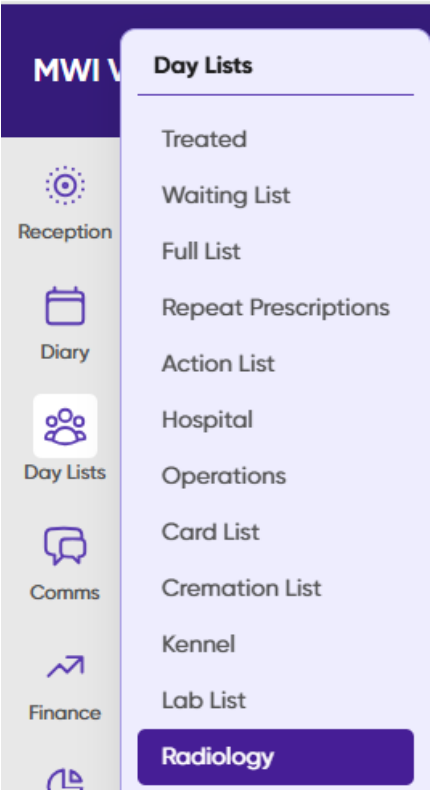 MWI V
Day Lists
Treated
Waiting List
Full List
Repeat Prescriptions
Action List
Hospital
Operations
Card List
Cremation List
Kennel
Lab List
Radiology
Reception
Diary
Day Lists
Comms
Finance